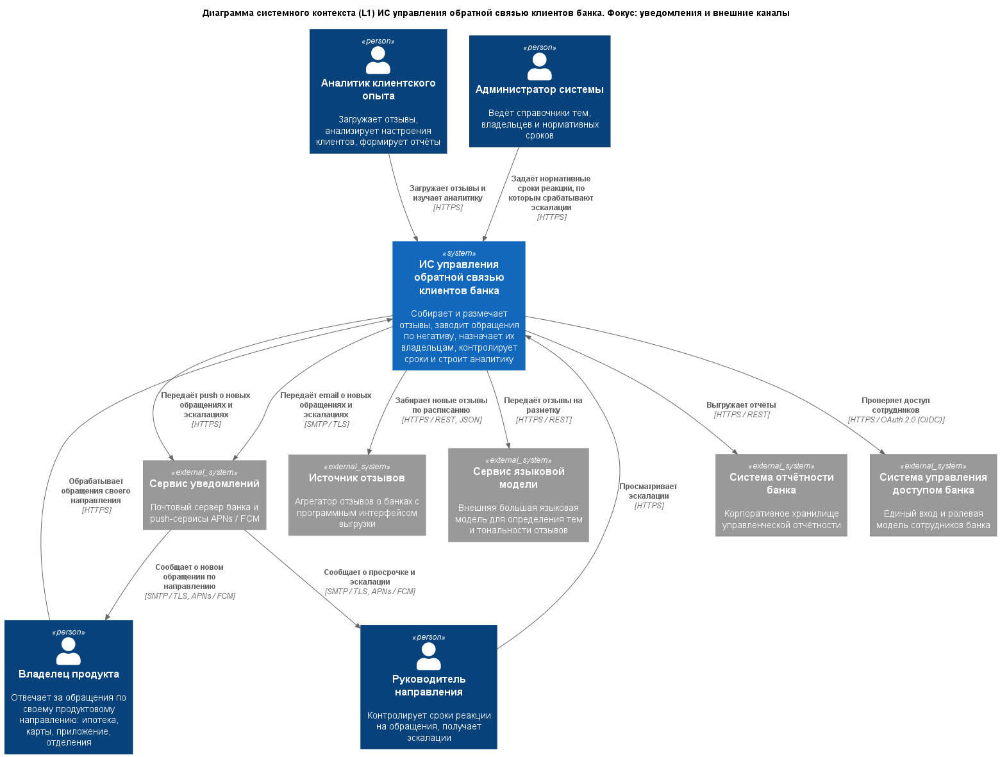 Диаграмма системного контекста (L1) ИС управления обратной связью клиентов банка. Фокус: уведомления и внешние каналы
«person»
Аналитик клиентского
опыта
Загружает отзывы,
анализирует настроения
клиентов, формирует отчёты
«person»
Администратор системы
Ведёт справочники тем,
владельцев и нормативных
сроков
Загружает отзывы и
изучает аналитику
[HTTPS]
Задаёт нормативные
сроки реакции, по
которым срабатывают
эскалации
[HTTPS]
«system»
ИС управления
обратной связью
клиентов банка
Собирает и размечает
отзывы, заводит обращения
по негативу, назначает их
владельцам, контролирует
сроки и строит аналитику
Передаёт push о новых
обращениях и
эскалациях
[HTTPS]
Передаёт email о новых
обращениях и
эскалациях
[SMTP / TLS]
Забирает новые отзывы
по расписанию
[HTTPS / REST, JSON]
Передаёт отзывы на
разметку
[HTTPS / REST]
Выгружает отчёты
[HTTPS / REST]
Проверяет доступ
сотрудников
[HTTPS / OAuth 2.0 (OIDC)]
Обрабатывает
обращения своего
направления
[HTTPS]
«external_system»
Сервис уведомлений
Почтовый сервер банка и
push-сервисы APNs / FCM
«external_system»
Источник отзывов
Агрегатор отзывов о банках с
программным интерфейсом
выгрузки
«external_system»
Сервис языковой
модели
Внешняя большая языковая
модель для определения тем
и тональности отзывов
Просматривает
эскалации
[HTTPS]
«external_system»
Система отчётности
банка
Корпоративное хранилище
управленческой отчётности
«external_system»
Система управления
доступом банка
Единый вход и ролевая
модель сотрудников банка
Сообщает о новом
обращении по
направлению
[SMTP / TLS, APNs / FCM]
Сообщает о просрочке и
эскалации
[SMTP / TLS, APNs / FCM]
«person»
Владелец продукта
Отвечает за обращения по
своему продуктовому
направлению: ипотека,
карты, приложение,
отделения
«person»
Руководитель
направления
Контролирует сроки реакции
на обращения, получает
эскалации